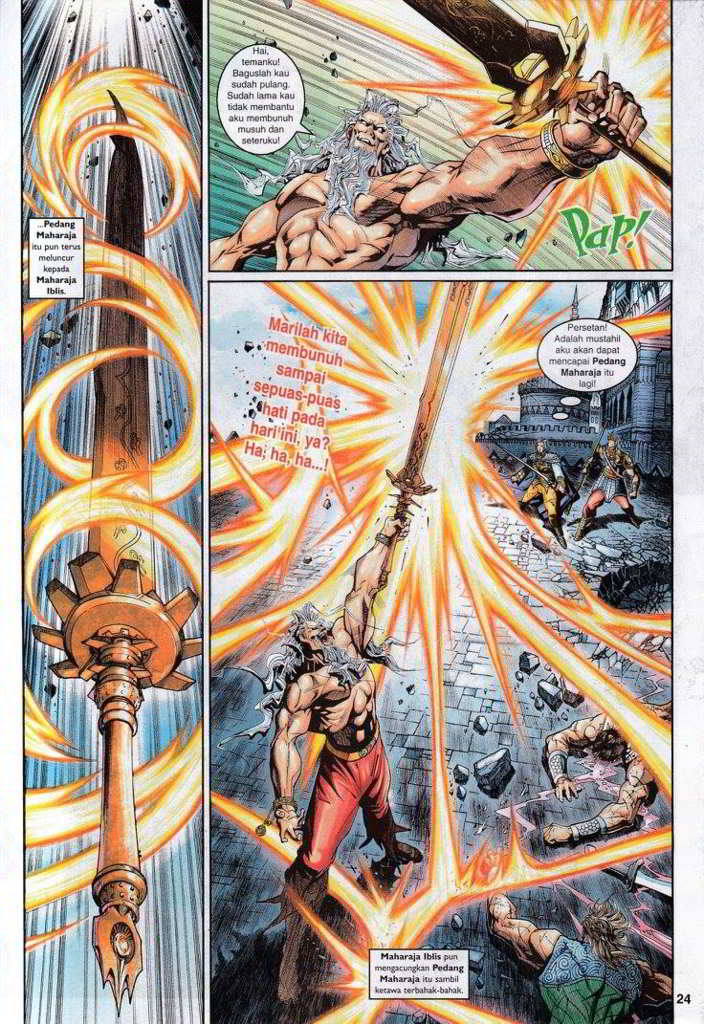 ...Pedang
Maharaja
itu pun terus
meluncur
kepada
Maharaja
Iblis.
Hai,
temanku!
Baguslah kau
sudah pulang.
Sudah lama kau
tidak membantu
aku membunuh
musuh dan
seteruku!
Pap!
Marilah kita
membunuh
sampai
sepuas-puas
hati pada
hari ini, ya?
Ha, ha, ha...!
Persetan!
Adalah mustahil
aku akan dapat
mencapai Pedang
Maharaja itu
lagi!
Maharaja Iblis pun
mengacungkan Pedang
Maharaja itu sambil
ketawa terbahak-bahak.
24